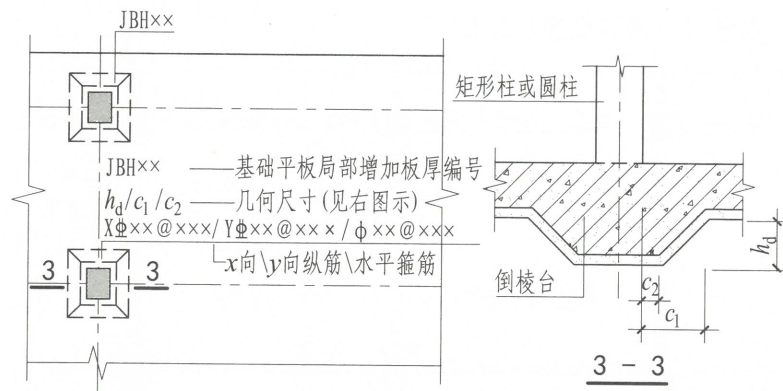 JBH××
JBH×× ——基础平板局部增加板厚编号
hd/c1/c2 ——几何尺寸(见右图示)
XΦ××@×××/YΦ××@×××/ϕ××@×××
x向\y向纵筋\水平箍筋
3 3
矩形柱或圆柱
倒棱台
c2
c1
hd
3 - 3